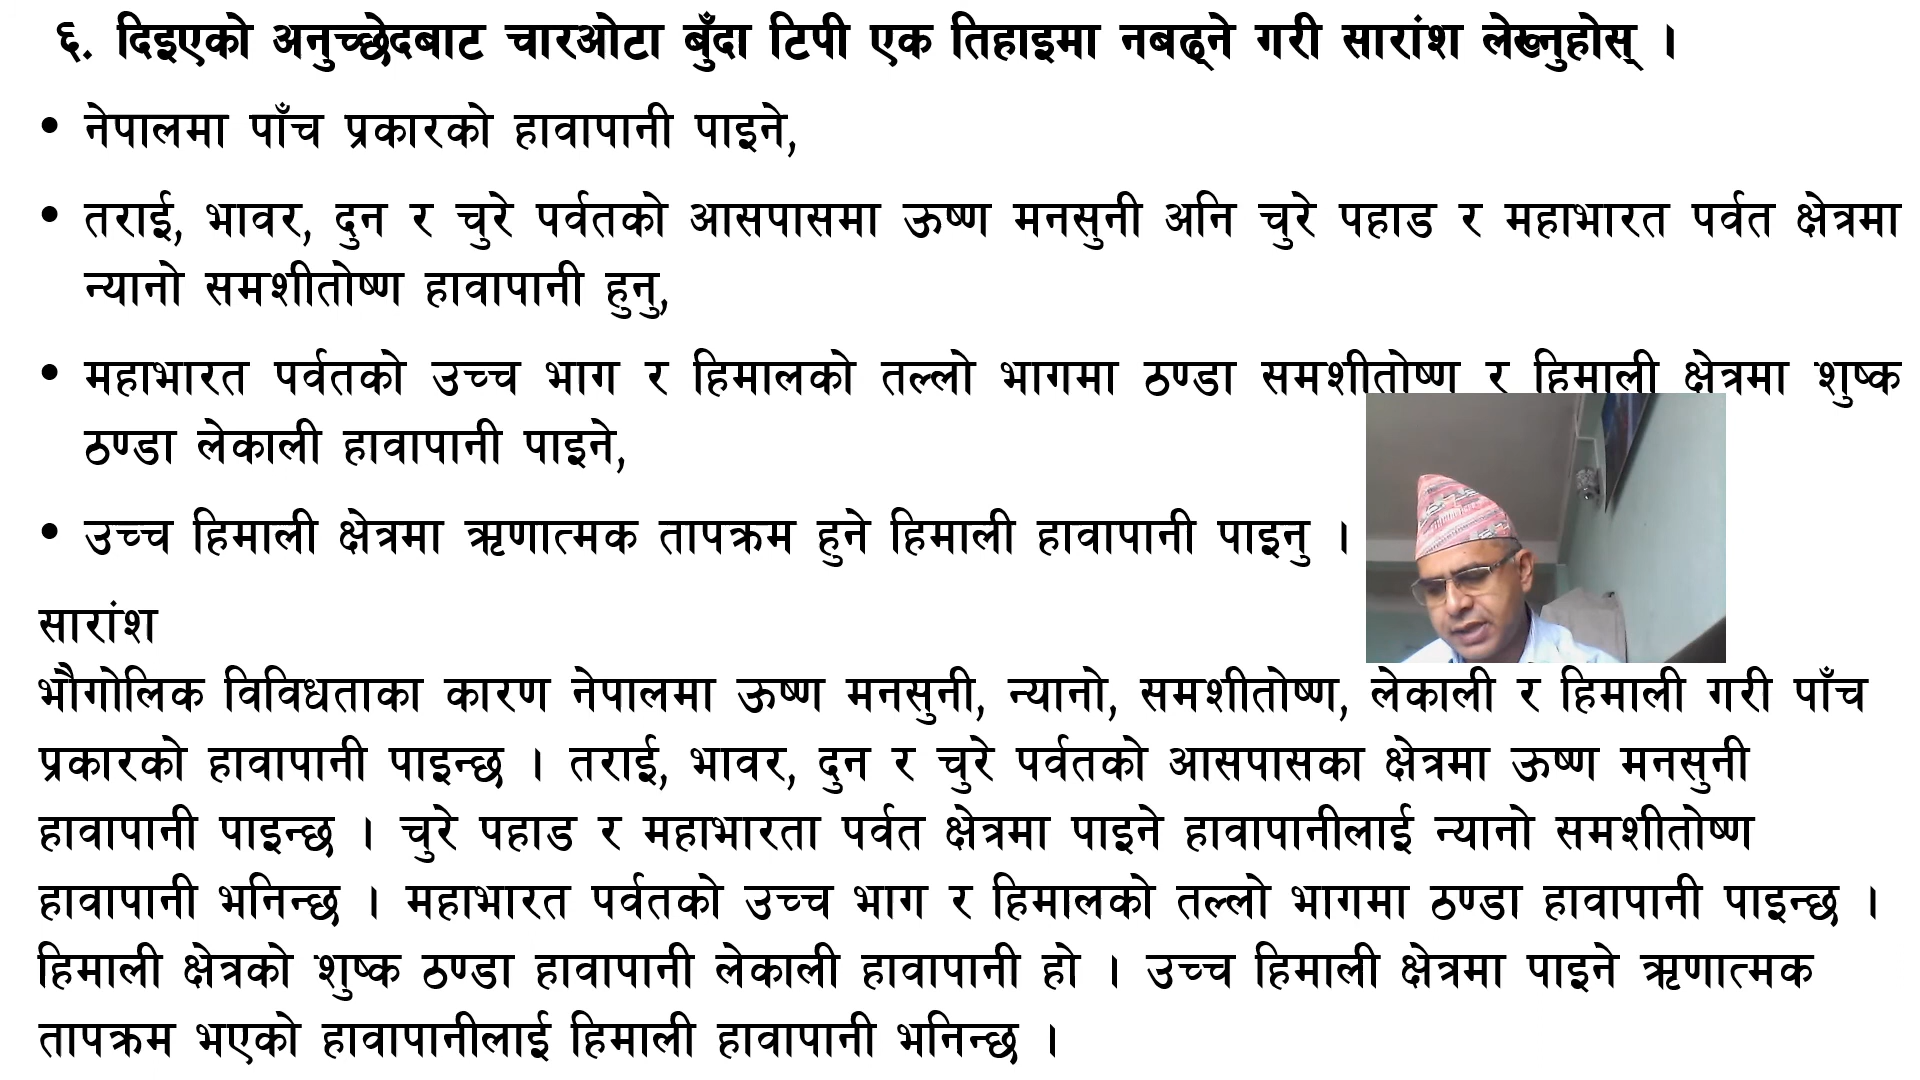 ६. दिइएको अनुच्छेदबाट चारओटा बुँदा टिपी एक तिहाइमा नबढ्ने गरी सारांश लेख्नुहोस् ।
• नेपालमा पाँच प्रकारको हावापानी पाइने,
• तराई, भावर, दुन र चुरे पर्वतको आसपासमा ऊष्ण मनसुनी अनि चुरे पहाड र महाभारत पर्वत क्षेत्रमा
न्यानो समशीतोष्ण हावापानी हुनु,
• महाभारत पर्वतको उच्च भाग र हिमालको तल्लो भागमा ठण्डा समशीतोष्ण र हिमाली क्षेत्रमा शुष्क
ठण्डा लेकाली हावापानी पाइने,
• उच्च हिमाली क्षेत्रमा ऋणात्मक तापक्रम हुने हिमाली हावापानी पाइनु ।
सारांश
भौगोलिक विविधताका कारण नेपालमा ऊष्ण मनसुनी, न्यानो, समशीतोष्ण, लेकाली र हिमाली गरी पाँच
प्रकारको हावापानी पाइन्छ । तराई, भावर, दुन र चुरे पर्वतको आसपासका क्षेत्रमा ऊष्ण मनसुनी
हावापानी पाइन्छ । चुरे पहाड र महाभारता पर्वत क्षेत्रमा पाइने हावापानीलाई न्यानो समशीतोष्ण
हावापानी भनिन्छ । महाभारत पर्वतको उच्च भाग र हिमालको तल्लो भागमा ठण्डा हावापानी पाइन्छ ।
हिमाली क्षेत्रको शुष्क ठण्डा हावापानी लेकाली हावापानी हो । उच्च हिमाली क्षेत्रमा पाइने ऋणात्मक
तापक्रम भएको हावापानीलाई हिमाली हावापानी भनिन्छ ।